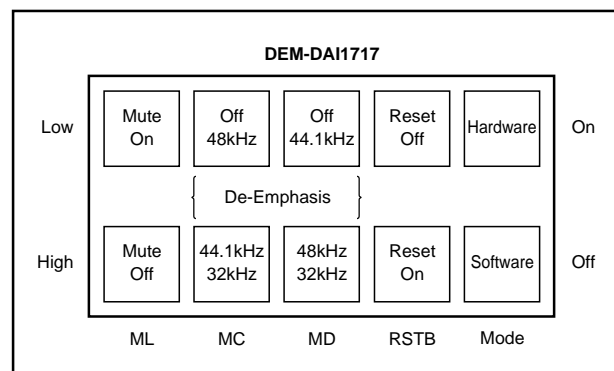 DEM-DAI1717
Low
Mute
On
Off
48kHz
Off
44.1kHz
Reset
Off
Hardware
On
De-Emphasis
High
Mute
Off
44.1kHz
32kHz
48kHz
32kHz
Reset
On
Software
Off
ML MC MD RSTB Mode